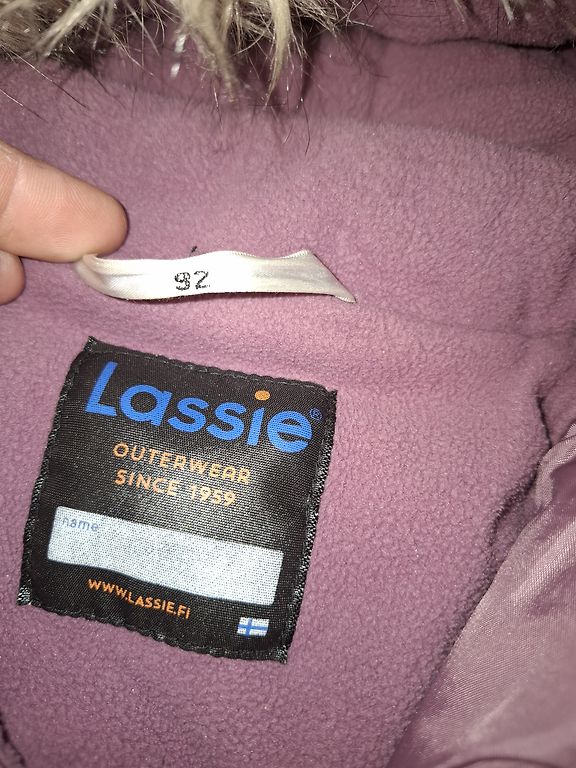 92
Lassie®
OUTERWEAR
SINCE 1959
name
WWW.LASSIE.FI